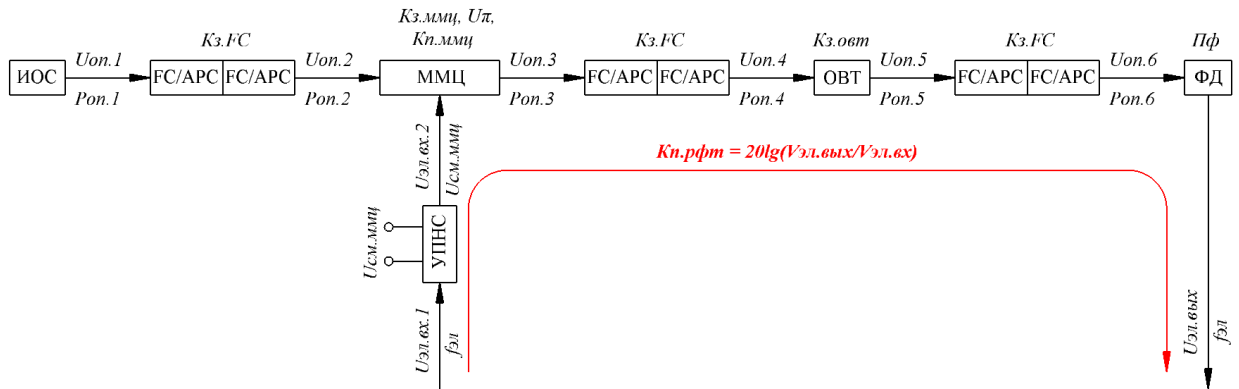 Кз.ммц, Uπ,
Кп.ммц
Кз.FC
Кз.FC
Кз.овт
Кз.FC
Пф
Uоп.1
Uоп.2
Uоп.3
Uоп.4
Uоп.5
Uоп.6
ИОС
FC/APC FC/APC
ММЦ
FC/APC FC/APC
ОВТ
FC/APC FC/APC
ФД
Pоп.1
Pоп.2
Pоп.3
Pоп.4
Pоп.5
Pоп.6
Uэл.вх.2
Uсм.ммц
Кп.рфт = 20lg(Vэл.вых/Vэл.вх)
Uсм.ммц
УПНС
Uэл.вх.1
fэл
Uэл.вых
fэл